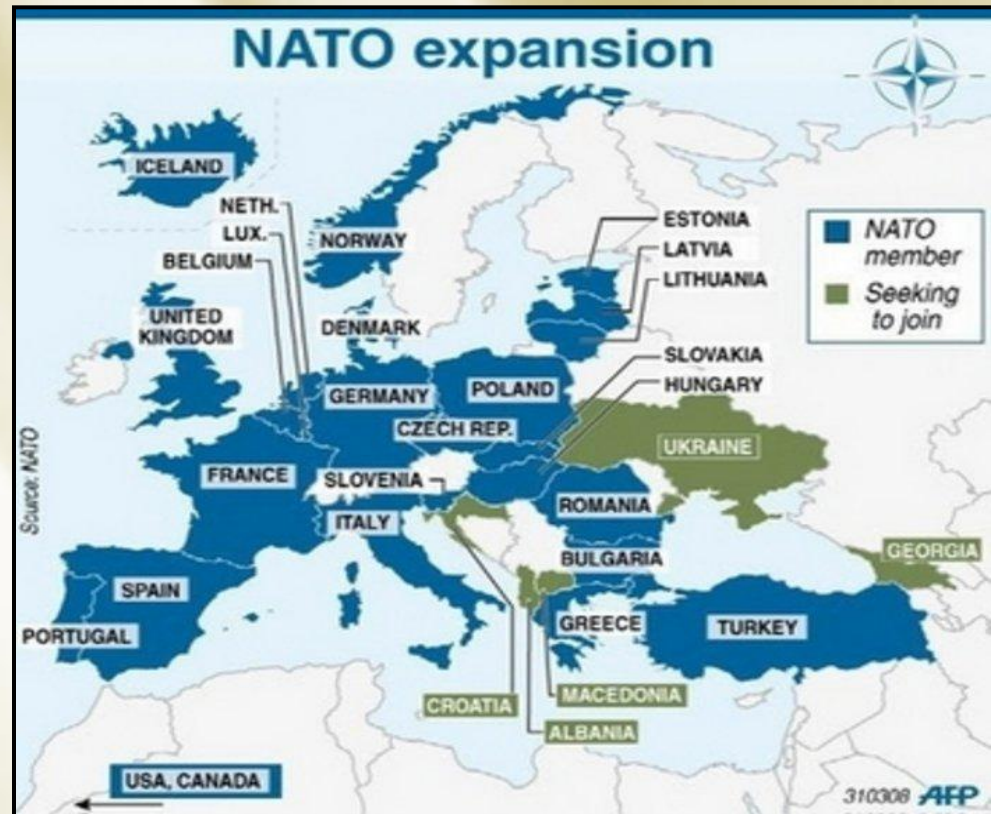 NATO expansion
ICELAND
NETH.
LUX.
BELGIUM
NORWAY
ESTONIA
LATVIA
LITHUANIA
NATO
member
Seeking
to join
UNITED
KINGDOM
DENMARK
SLOVAKIA
HUNGARY
GERMANY
POLAND
CZECH REP.
UKRAINE
FRANCE
SLOVENIA
ITALY
ROMANIA
BULGARIA
GEORGIA
SPAIN
PORTUGAL
GREECE
TURKEY
CROATIA
MACEDONIA
ALBANIA
USA, CANADA
Source: NATO
310308 AFP